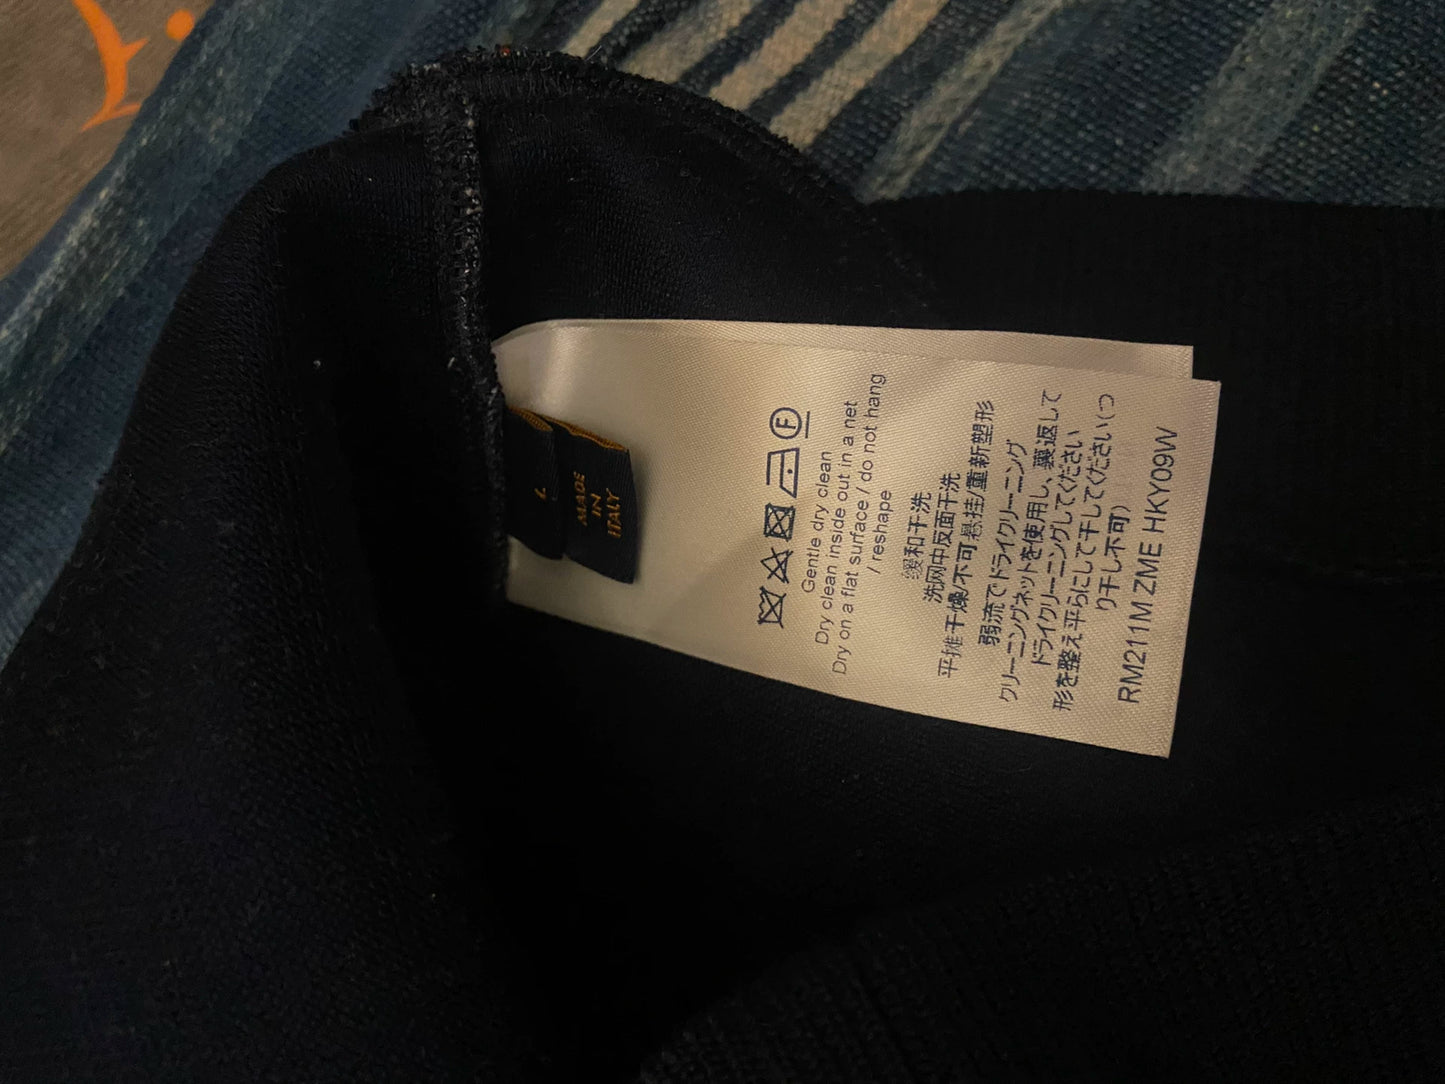 L
MADE
IN
ITALY
F
Gentle dry clean
Dry clean inside out in a net
Dry on a flat surface / do not hang
/ reshape
缓和干洗
洗网中反面干洗
平摊干燥/不可悬挂/重新塑形
弱流でドライクリーニング
クリーニングネットを使用し、裏返して
ドライクリーニングしてください
形を整え平らにして干してください(つ
り干し不可)
RM211M ZME HKY09W